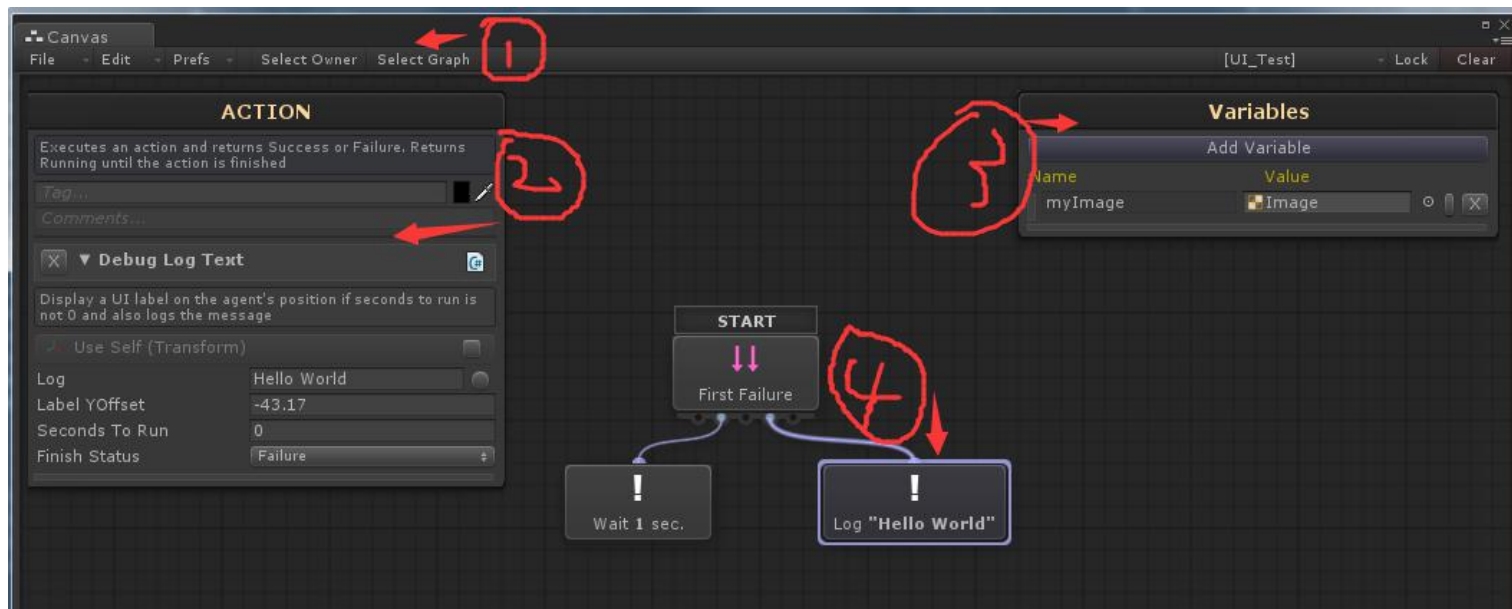 Canvas
File Edit Prefs Select Owner Select Graph 1 [UI_Test] Lock Clear
ACTION
Executes an action and returns Success or Failure. Returns
Running until the action is finished
Tag...
Comments...
2
X ▼ Debug Log Text
C#
Display a UI label on the agent's position if seconds to run is
not 0 and also logs the message
Use Self (Transform)
Log Hello World
Label YOffset -43.17
Seconds To Run 0
Finish Status Failure
3
Variables
Add Variable
Name Value
myImage Image X
START
First Failure
4
Wait 1 sec.
Log "Hello World"